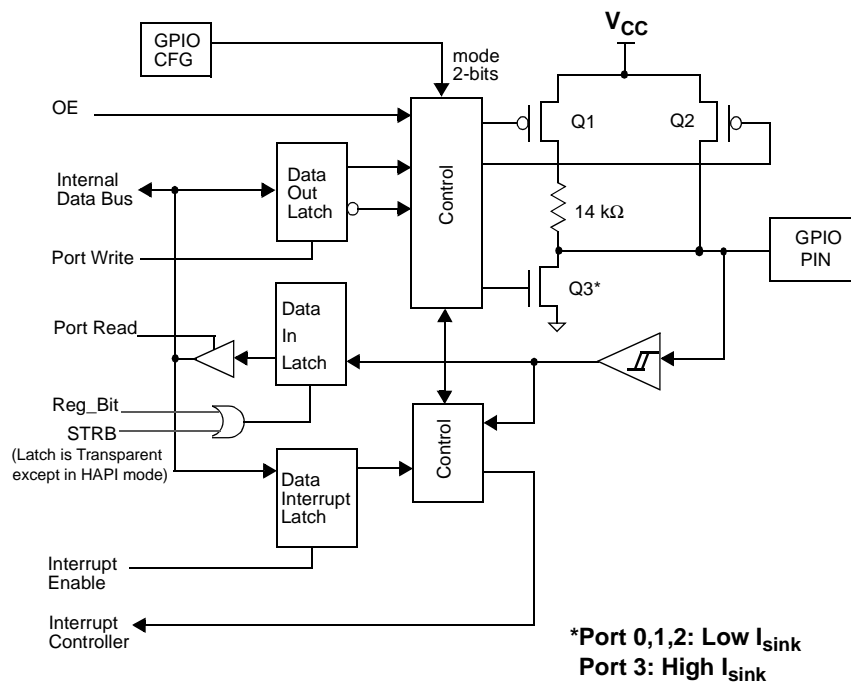 GPIO
CFG
mode
2-bits
VCC
OE
Q1
Q2
Internal
Data Bus
Data
Out
Latch
Control
14 kΩ
GPIO
PIN
Port Write
Q3*
Data
In
Latch
Port Read
Reg_Bit
STRB
(Latch is Transparent
except in HAPI mode)
Control
Data
Interrupt
Latch
Interrupt
Enable
Interrupt
Controller
*Port 0,1,2: Low Isink
Port 3: High Isink